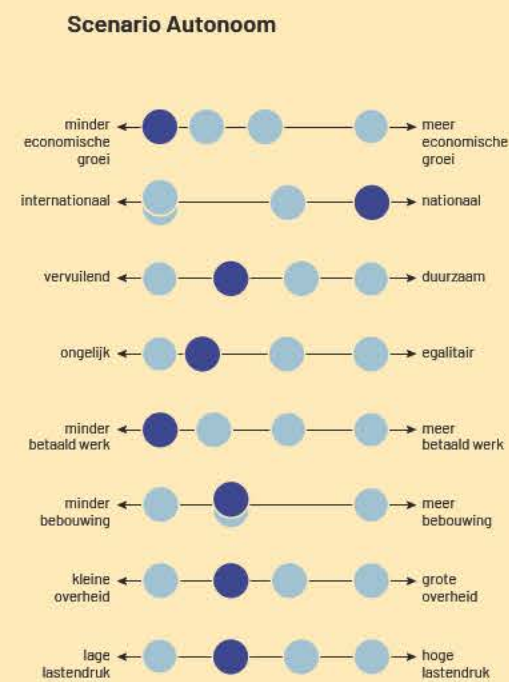 Scenario Autonoom
minder
economische
groei
meer
economische
groei
internationaal
nationaal
vervuilend
duurzaam
ongelijk
egalitair
minder
betaald werk
meer
betaald werk
minder
bebouwing
meer
bebouwing
kleine
overheid
grote
overheid
lage
lastendruk
hoge
lastendruk